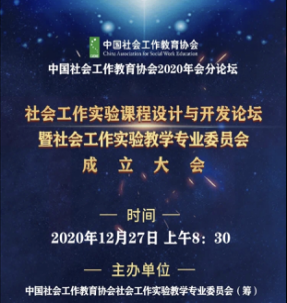 中国社会工作教育协会
China Association for Social Work Education
中国社会工作教育协会2020年会分论坛
社会工作实验课程设计与开发论坛
暨社会工作实验教学专业委员会
成立大会
时间
2020年12月27日 上午8：30
主办单位
中国社会工作教育协会社会工作实验教学专业委员会（筹）